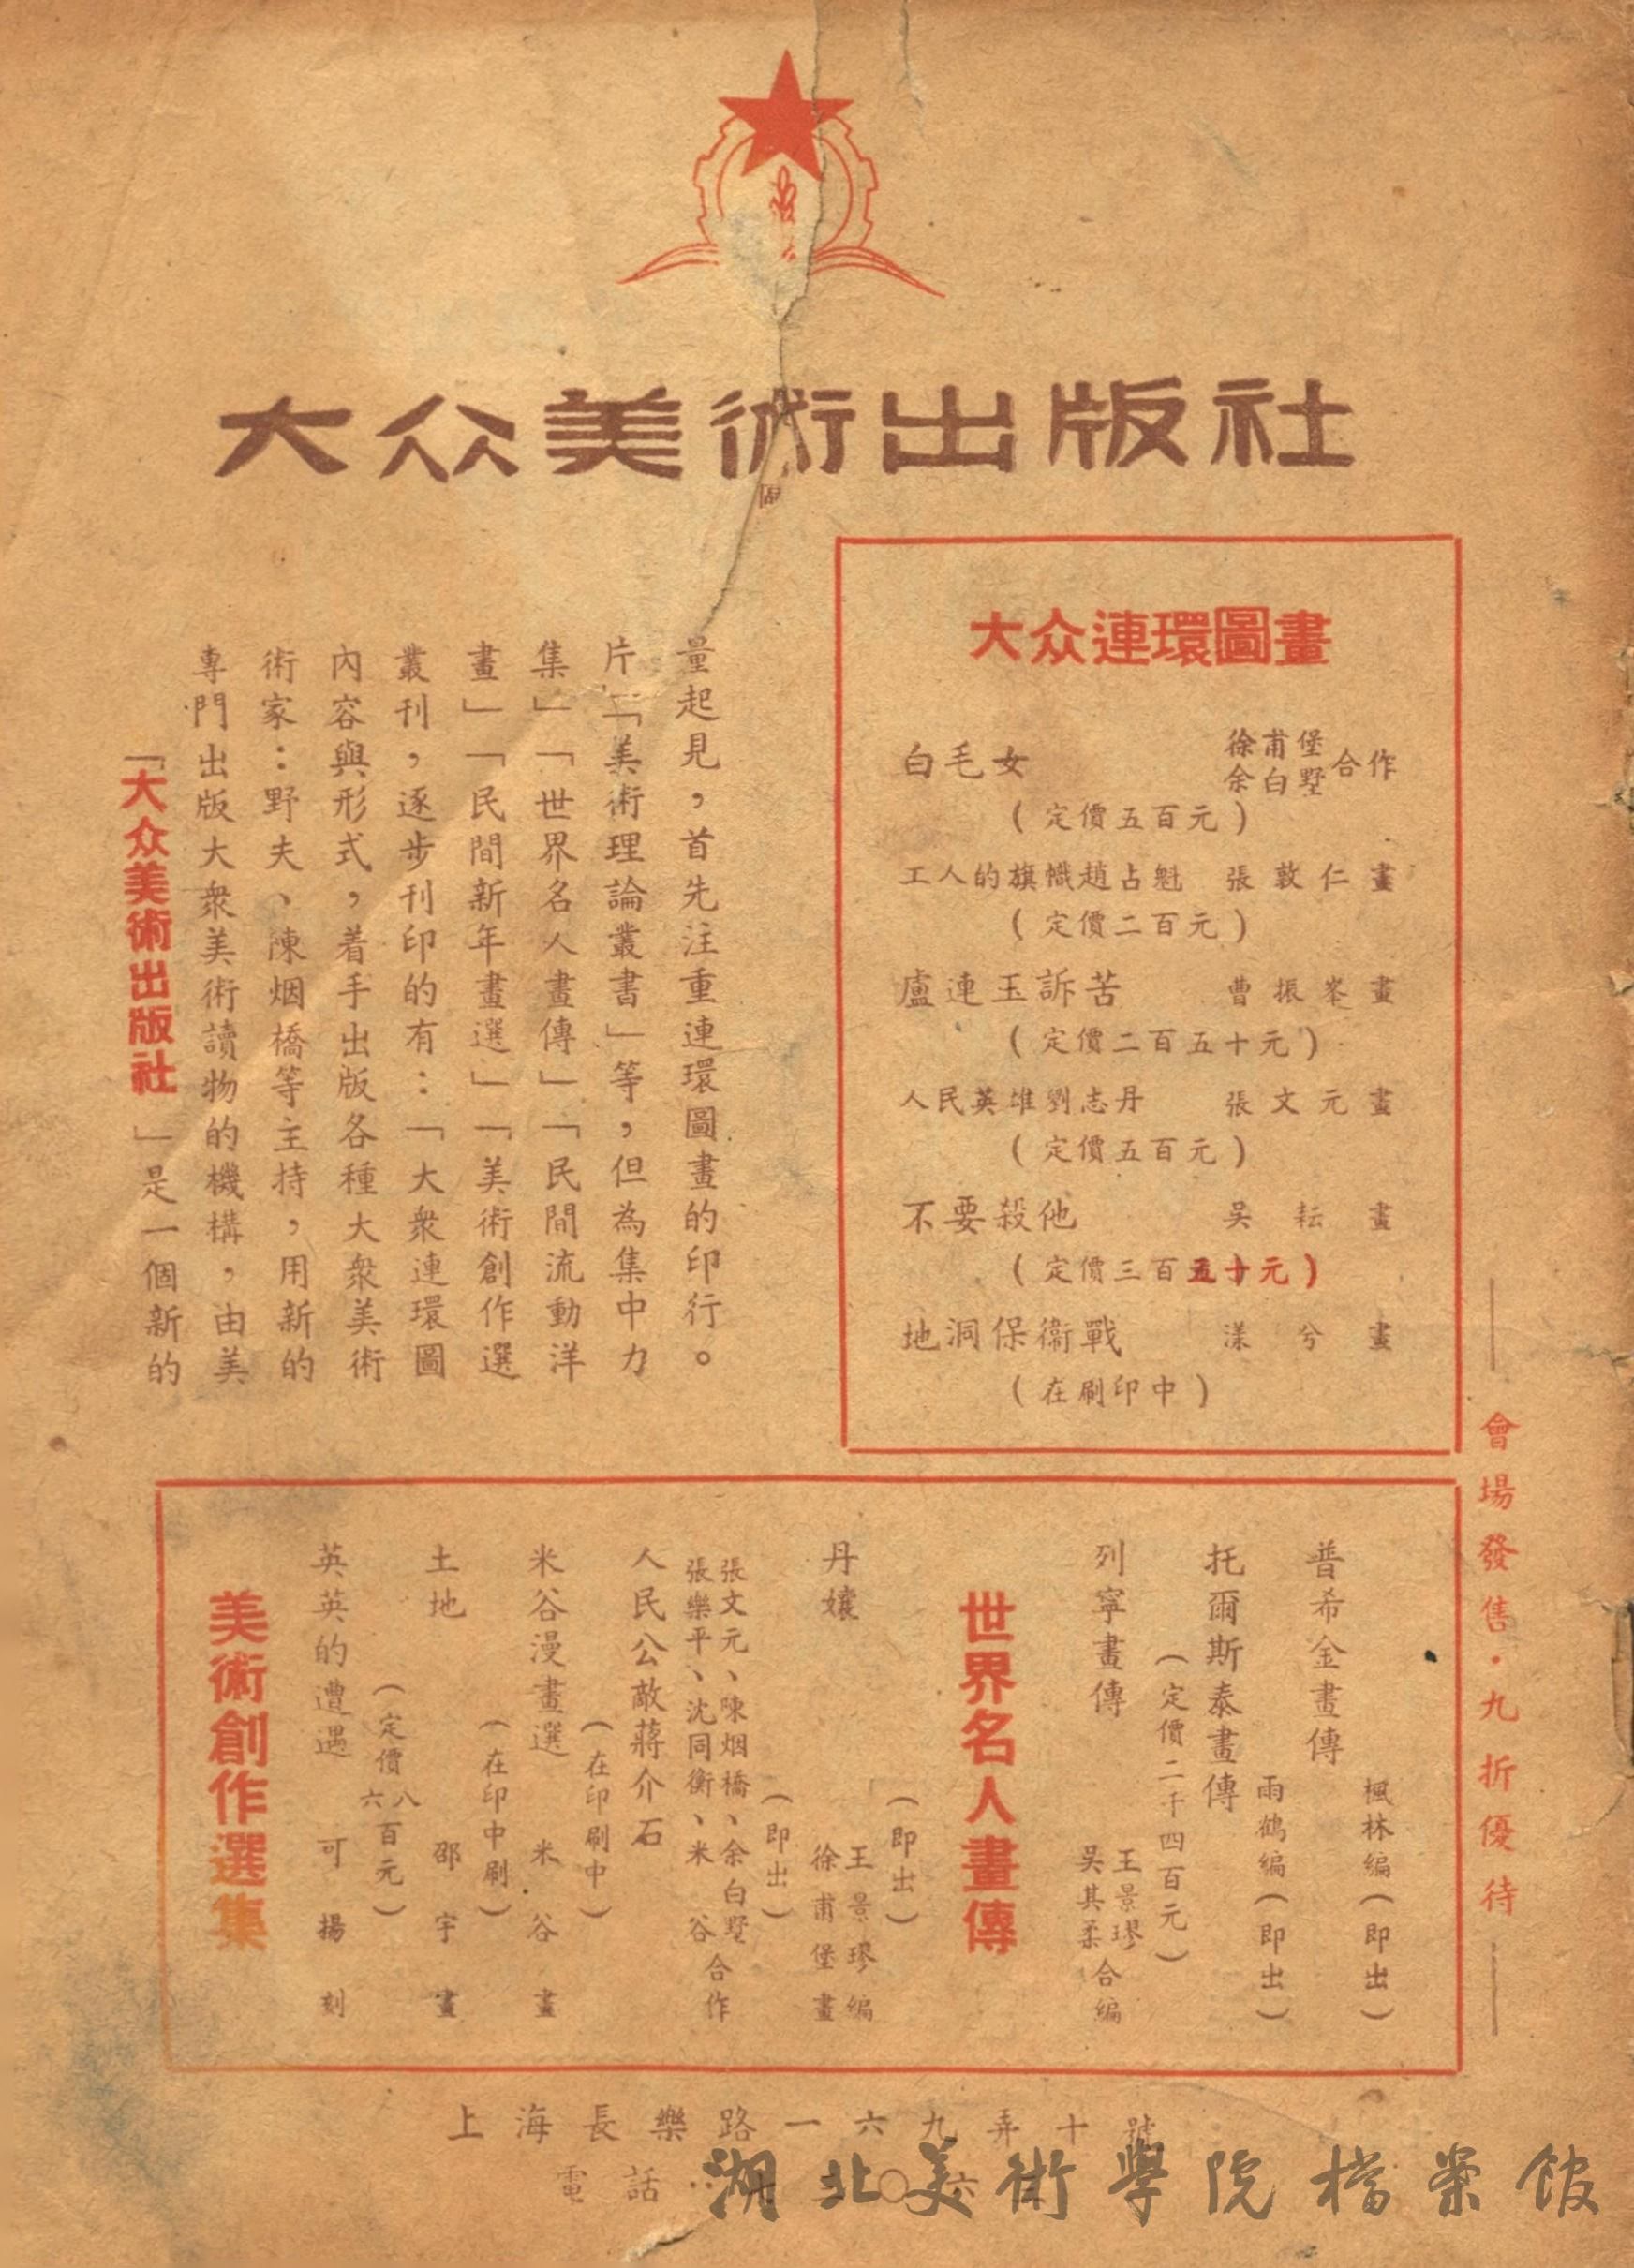 大众美術出版社
「大众美術出版社」是一個新的
專門出版大衆美術讀物的機構，由美
術家：野夫、陳烟橋等主持，用新的
內容與形式，着手出版各種大衆美術
叢刊，逐步刊印的有：「大衆連環圖
畫」「民間新年畫選」「美術創作選
集」「世界名人畫傳」「民間流動洋
片」「美術理論叢書」等，但為集中力
量起見，首先注重連環圖畫的印行。
大众連環圖畫
白毛女 徐甫堡 余白墅 合作
(定價五百元)
工人的旗幟趙占魁 張敦仁畫
(定價二百元)
盧連玉訴苦 曹振峯畫
(定價二百五十元)
人民英雄劉志丹 張文元畫
(定價五百元)
不要殺他 吴耘畫
(定價三百五十元)
地洞保衞戰 漾兮畫
(在刷印中)
美術創作選集
英英的遭遇 可揚刻
(定價六八百元)
土地 邵宇畫
(在印中刷)
米谷漫畫選 米谷畫
(在印刷中)
人民公敵蔣介石
張樂平、沈同衡、米谷
張文元、陳烟橋、余白墅 合作
(即出)
丹孃 徐甫堡畫
王景璆編
(即出)
世界名人畫傳
列寧畫傳 吴其柔
王景璆 合編
(定價二千四百元)
托爾斯泰畫傳
雨鶴編(即出)
普希金畫傳
楓林編(即出)
會場發售·九折優待
上海長樂路一六九弄十號
電話
湖北美術學院檔案館